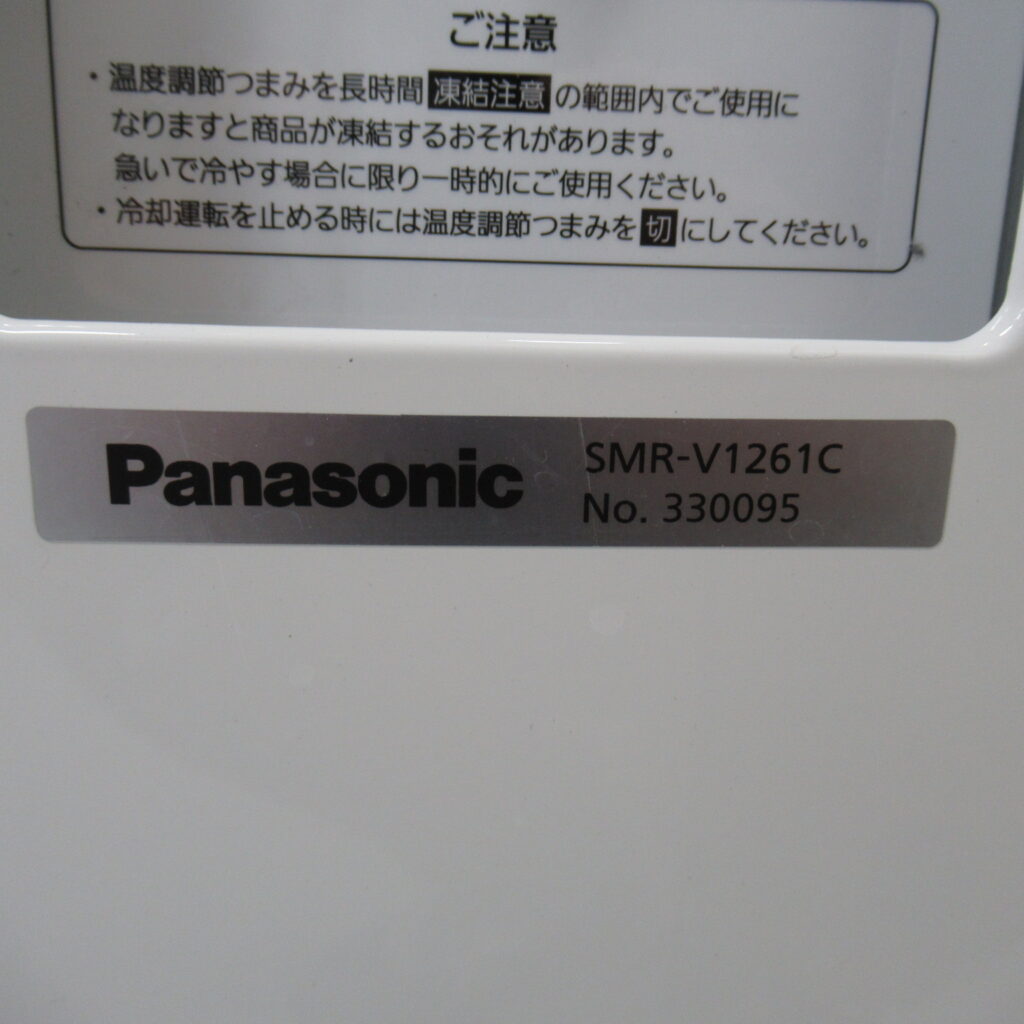 ご注意
・温度調節つまみを長時間 凍結注意 の範囲内でご使用に
なりますと商品が凍結するおそれがあります。
急いで冷やす場合に限り一時的にご使用ください。
・冷却運転を止める時には温度調節つまみを 切 にしてください。
Panasonic
SMR-V1261C
No. 330095